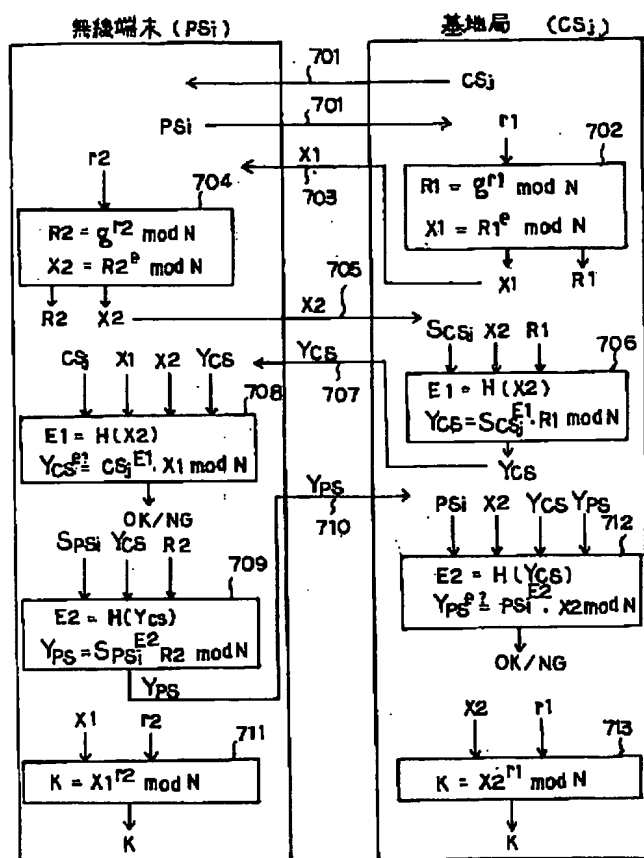 無線端末 (PSi)
基地局 (CSj)
701
CSj
701
PSi
r1
702
X1
703
r2
704
R1 = g^r1 mod N
X1 = R1^e mod N
R2 = g^r2 mod N
X2 = R2^e mod N
X1 R1
705
R2 X2
X2
SCSj X2 R1
706
YCS
707
CSj X1 X2 YCS
708
E1 = H(X2)
YCS = SCSj^E1 · R1 mod N
E1 = H(X2)
YCS^e ?= CSj^E1 · X1 mod N
YCS
OK/NG
YPS
710
PSi X2 YCS YPS
712
SPSi YCS R2
709
E2 = H(YCS)
YPS^e ?= PSi^E2 · X2 mod N
E2 = H(YCS)
YPS = SPSi^E2 R2 mod N
OK/NG
YPS
X1 r2
711
X2 r1
713
K = X1^r2 mod N
K = X2^r1 mod N
K
K